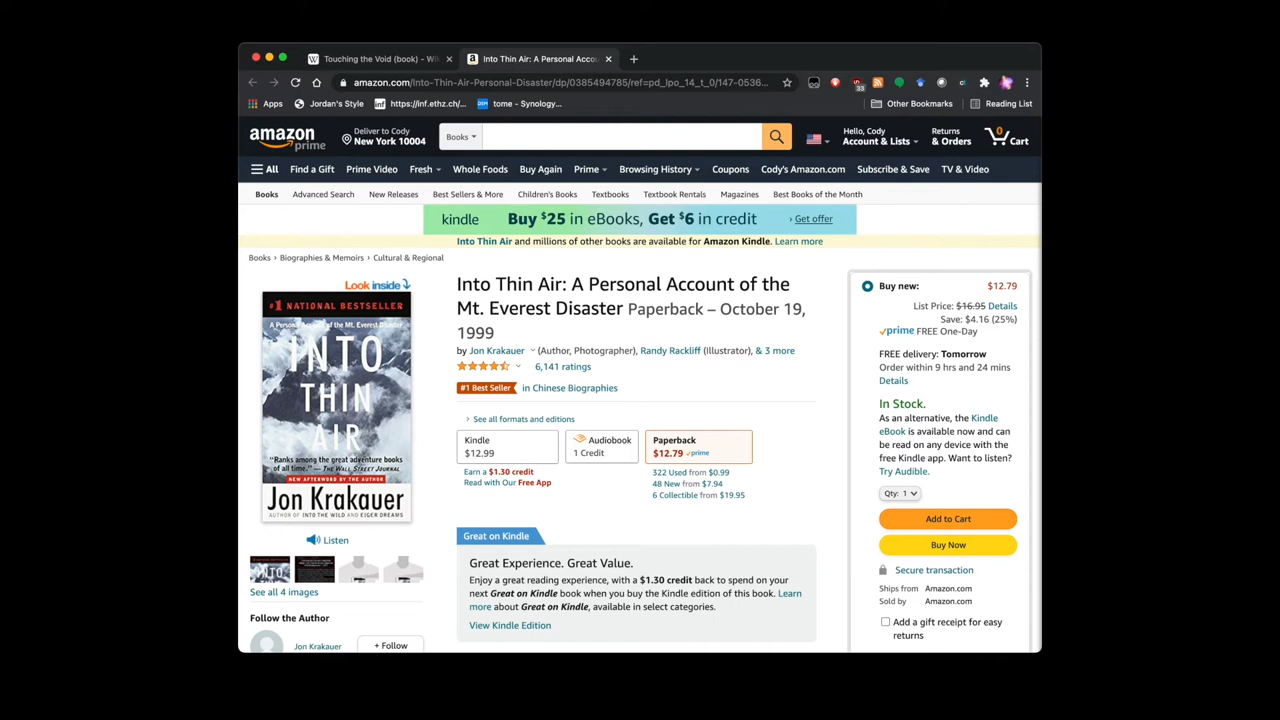 Touching the Void (book) - Wi
Into Thin Air: A Personal Accou
amazon.com/Into-Thin-Air-Personal-Disaster/dp/0385494785/ref=pd_lpo_14_t_0/147-0536...
33
Apps
Jordan's Style
https://inf.ethz.ch/...
tome - Synology...
Other Bookmarks
Reading List
amazon prime
Deliver to Cody
New York 10004
Books
Hello, Cody
Account & Lists
Returns
& Orders
0
Cart
All Find a Gift Prime Video Fresh Whole Foods Buy Again Prime Browsing History Coupons Cody's Amazon.com Subscribe & Save TV & Video
Books Advanced Search New Releases Best Sellers & More Children's Books Textbooks Textbook Rentals Magazines Best Books of the Month
kindle Buy $25 in eBooks, Get $6 in credit › Get offer
Into Thin Air and millions of other books are available for Amazon Kindle. Learn more
Books › Biographies & Memoirs › Cultural & Regional
Look inside
#1 NATIONAL BESTSELLER
A Personal Account of the Mt. Everest Disaster
INTO
THIN
AIR
"Ranks among the great adventure books
of all time." — THE WALL STREET JOURNAL
NEW AFTERWORD BY THE AUTHOR
Jon Krakauer
AUTHOR OF INTO THE WILD AND EIGER DREAMS
Listen
See all 4 images
Follow the Author
Jon Krakauer
+ Follow
Into Thin Air: A Personal Account of the
Mt. Everest Disaster Paperback – October 19,
1999
by Jon Krakauer (Author, Photographer), Randy Rackliff (Illustrator), & 3 more
6,141 ratings
#1 Best Seller in Chinese Biographies
› See all formats and editions
Kindle
$12.99
Audiobook
1 Credit
Paperback
$12.79 prime
Earn a $1.30 credit
Read with Our Free App
322 Used from $0.99
48 New from $7.94
6 Collectible from $19.95
Great on Kindle
Great Experience. Great Value.
Enjoy a great reading experience, with a $1.30 credit back to spend on your
next Great on Kindle book when you buy the Kindle edition of this book. Learn
more about Great on Kindle, available in select categories.
View Kindle Edition
Buy new: $12.79
List Price: $16.95 Details
Save: $4.16 (25%)
prime FREE One-Day
FREE delivery: Tomorrow
Order within 9 hrs and 24 mins
Details
In Stock.
As an alternative, the Kindle
eBook is available now and can
be read on any device with the
free Kindle app. Want to listen?
Try Audible.
Qty: 1
Add to Cart
Buy Now
Secure transaction
Ships from Amazon.com
Sold by Amazon.com
Add a gift receipt for easy
returns